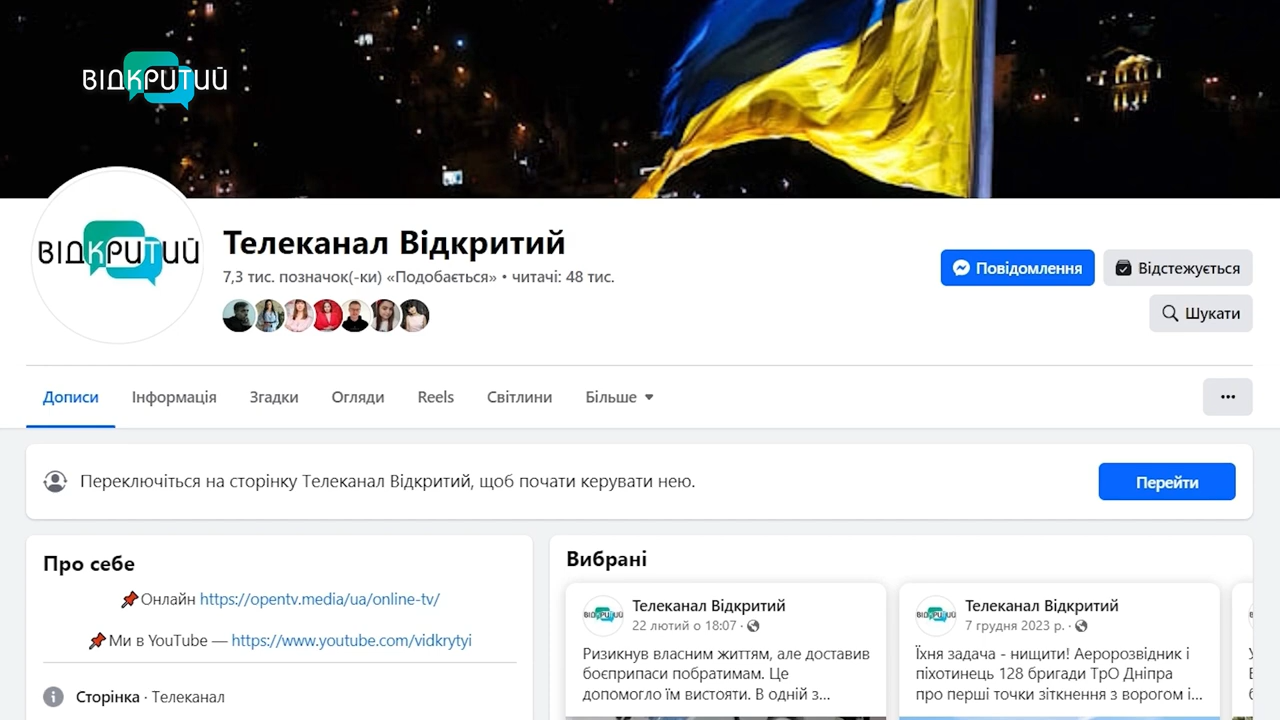 ВІДКРИТИЙ
ВІДКРИТИЙ
Телеканал Відкритий
7,3 тис. позначок(-ки) «Подобається» • читачі: 48 тис.
Повідомлення
Відстежується
Шукати
Дописи Інформація Згадки Огляди Reels Світлини Більше
Переключіться на сторінку Телеканал Відкритий, щоб почати керувати нею.
Перейти
Про себе
Онлайн https://opentv.media/ua/online-tv/
Ми в YouTube — https://www.youtube.com/vidkrytyi
Сторінка · Телеканал
Вибрані
ВІДКРИТИЙ
Телеканал Відкритий
22 лютий о 18:07 ·
Ризикнув власним життям, але доставив
боєприпаси побратимам. Це
допомогло їм вистояти. В одній з...
ВІДКРИТИЙ
Телеканал Відкритий
7 грудня 2023 р. ·
Їхня задача - нищити! Аеророзвідник і
піхотинець 128 бригади ТрО Дніпра
про перші точки зіткнення з ворогом і...